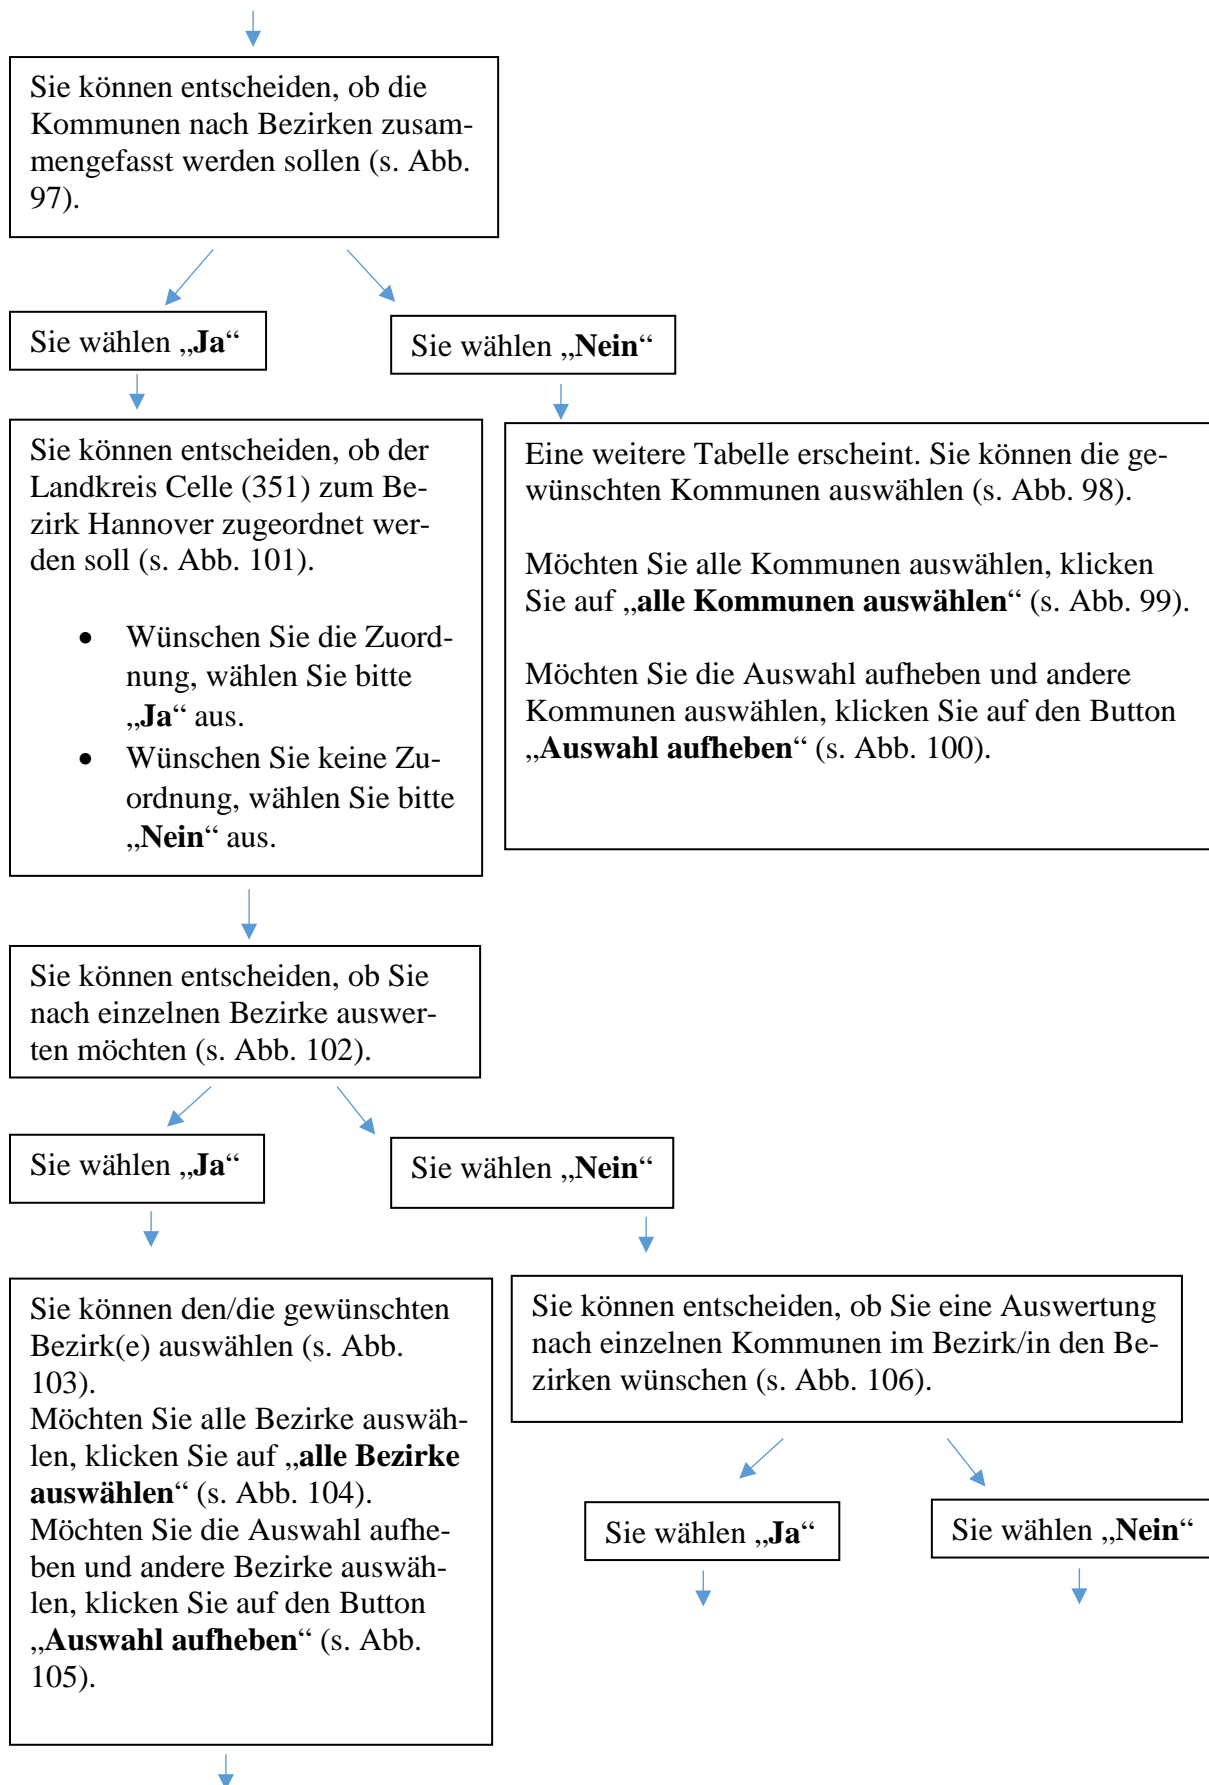 Sie können entscheiden, ob die
Kommunen nach Bezirken zusam-
mengefasst werden sollen (s. Abb.
97).
Sie wählen „Ja“
Sie wählen „Nein“
Sie können entscheiden, ob der
Landkreis Celle (351) zum Be-
zirk Hannover zugeordnet wer-
den soll (s. Abb. 101).
• Wünschen Sie die Zuord-
nung, wählen Sie bitte
„Ja“ aus.
• Wünschen Sie keine Zu-
ordnung, wählen Sie bitte
„Nein“ aus.
Eine weitere Tabelle erscheint. Sie können die ge-
wünschten Kommunen auswählen (s. Abb. 98).
Möchten Sie alle Kommunen auswählen, klicken
Sie auf „alle Kommunen auswählen“ (s. Abb. 99).
Möchten Sie die Auswahl aufheben und andere
Kommunen auswählen, klicken Sie auf den Button
„Auswahl aufheben“ (s. Abb. 100).
Sie können entscheiden, ob Sie
nach einzelnen Bezirke auswer-
ten möchten (s. Abb. 102).
Sie wählen „Ja“
Sie wählen „Nein“
Sie können den/die gewünschten
Bezirk(e) auswählen (s. Abb.
103).
Möchten Sie alle Bezirke auswäh-
len, klicken Sie auf „alle Bezirke
auswählen“ (s. Abb. 104).
Möchten Sie die Auswahl aufhe-
ben und andere Bezirke auswäh-
len, klicken Sie auf den Button
„Auswahl aufheben“ (s. Abb.
105).
Sie können entscheiden, ob Sie eine Auswertung
nach einzelnen Kommunen im Bezirk/in den Be-
zirken wünschen (s. Abb. 106).
Sie wählen „Ja“
Sie wählen „Nein“